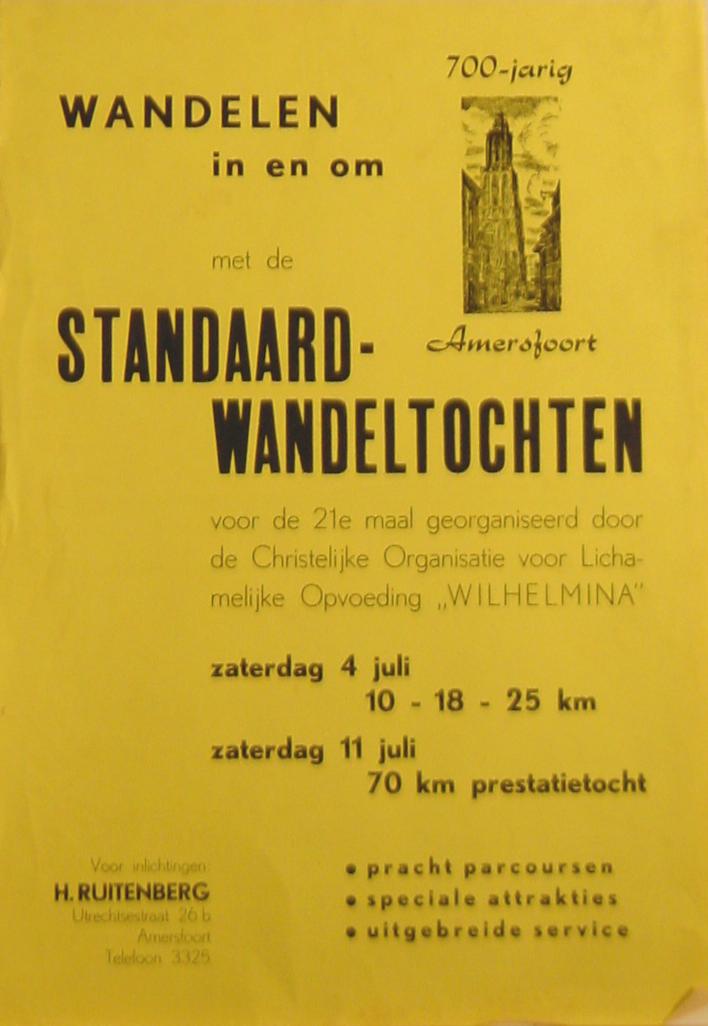 700-jarig
WANDELEN
in en om
Amersfoort
met de
STANDAARD-
WANDELTOCHTEN
voor de 21e maal georganiseerd door
de Christelijke Organisatie voor Licha-
melijke Opvoeding „WILHELMINA”
zaterdag 4 juli
10 - 18 - 25 km
zaterdag 11 juli
70 km prestatietocht
Voor inlichtingen:
H. RUITENBERG
Utrechtsestraat 26 b
Amersfoort
Telefoon 3325
• pracht parcoursen
• speciale attrakties
• uitgebreide service